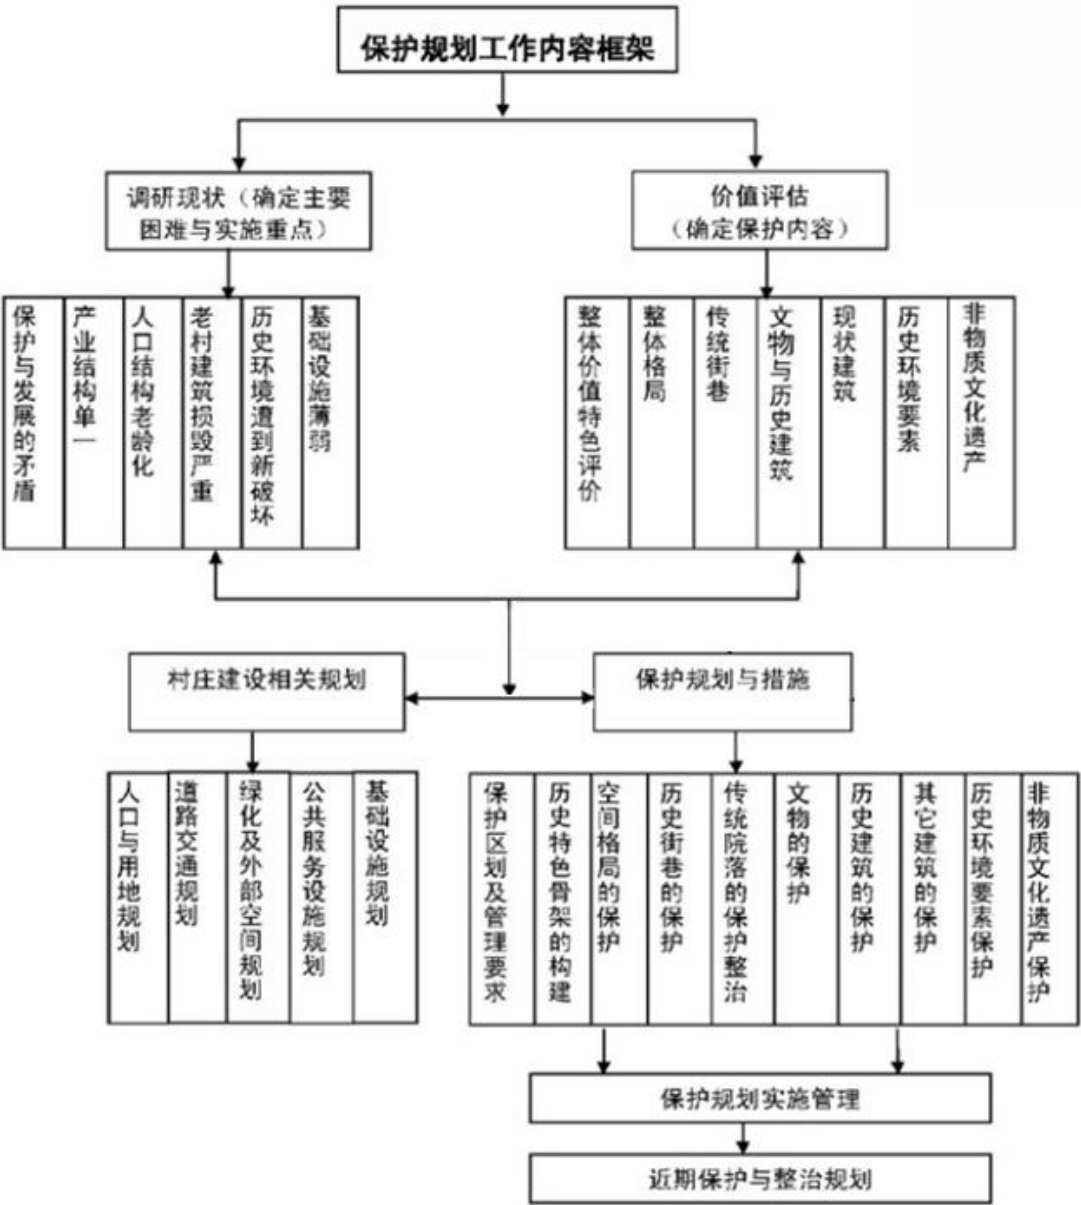 保护规划工作内容框架
调研现状（确定主要
困难与实施重点）
价值评估
（确定保护内容）
保护与发展的矛盾
产业结构单一
人口结构老龄化
老村建筑损毁严重
历史环境遭到新破坏
基础设施薄弱
整体价值特色评价
整体格局
传统街巷
文物与历史建筑
现状建筑
历史环境要素
非物质文化遗产
村庄建设相关规划
保护规划与措施
人口与用地规划
道路交通规划
绿化及外部空间规划
公共服务设施规划
基础设施规划
保护区划及管理要求
历史特色骨架的构建
空间格局的保护
历史街巷的保护
传统院落的保护整治
文物的保护
历史建筑的保护
其它建筑的保护
历史环境要素保护
非物质文化遗产保护
保护规划实施管理
近期保护与整治规划